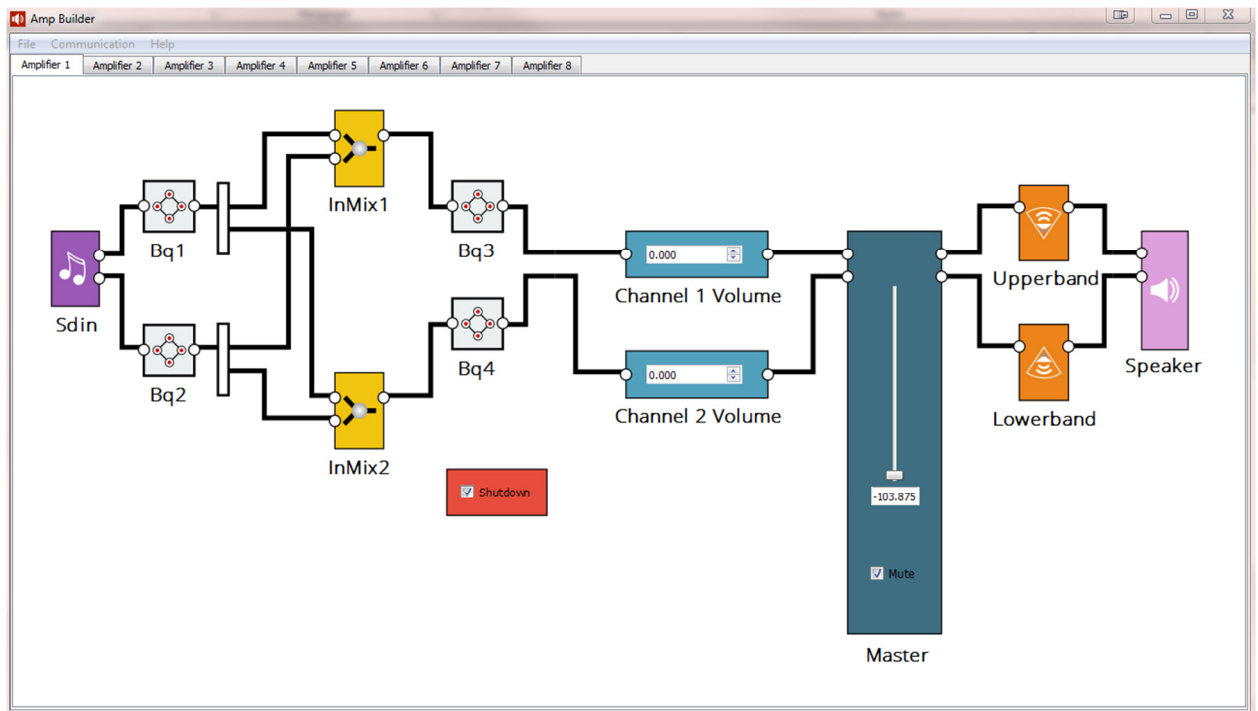 Amp Builder
File Communication Help
Amplifier 1 Amplifier 2 Amplifier 3 Amplifier 4 Amplifier 5 Amplifier 6 Amplifier 7 Amplifier 8
InMix1
Bq1
Bq3
0.000
Channel 1 Volume
Upperband
Sdin
Bq2
Bq4
0.000
Channel 2 Volume
Speaker
Lowerband
InMix2
Shutdown
-103.875
Mute
Master